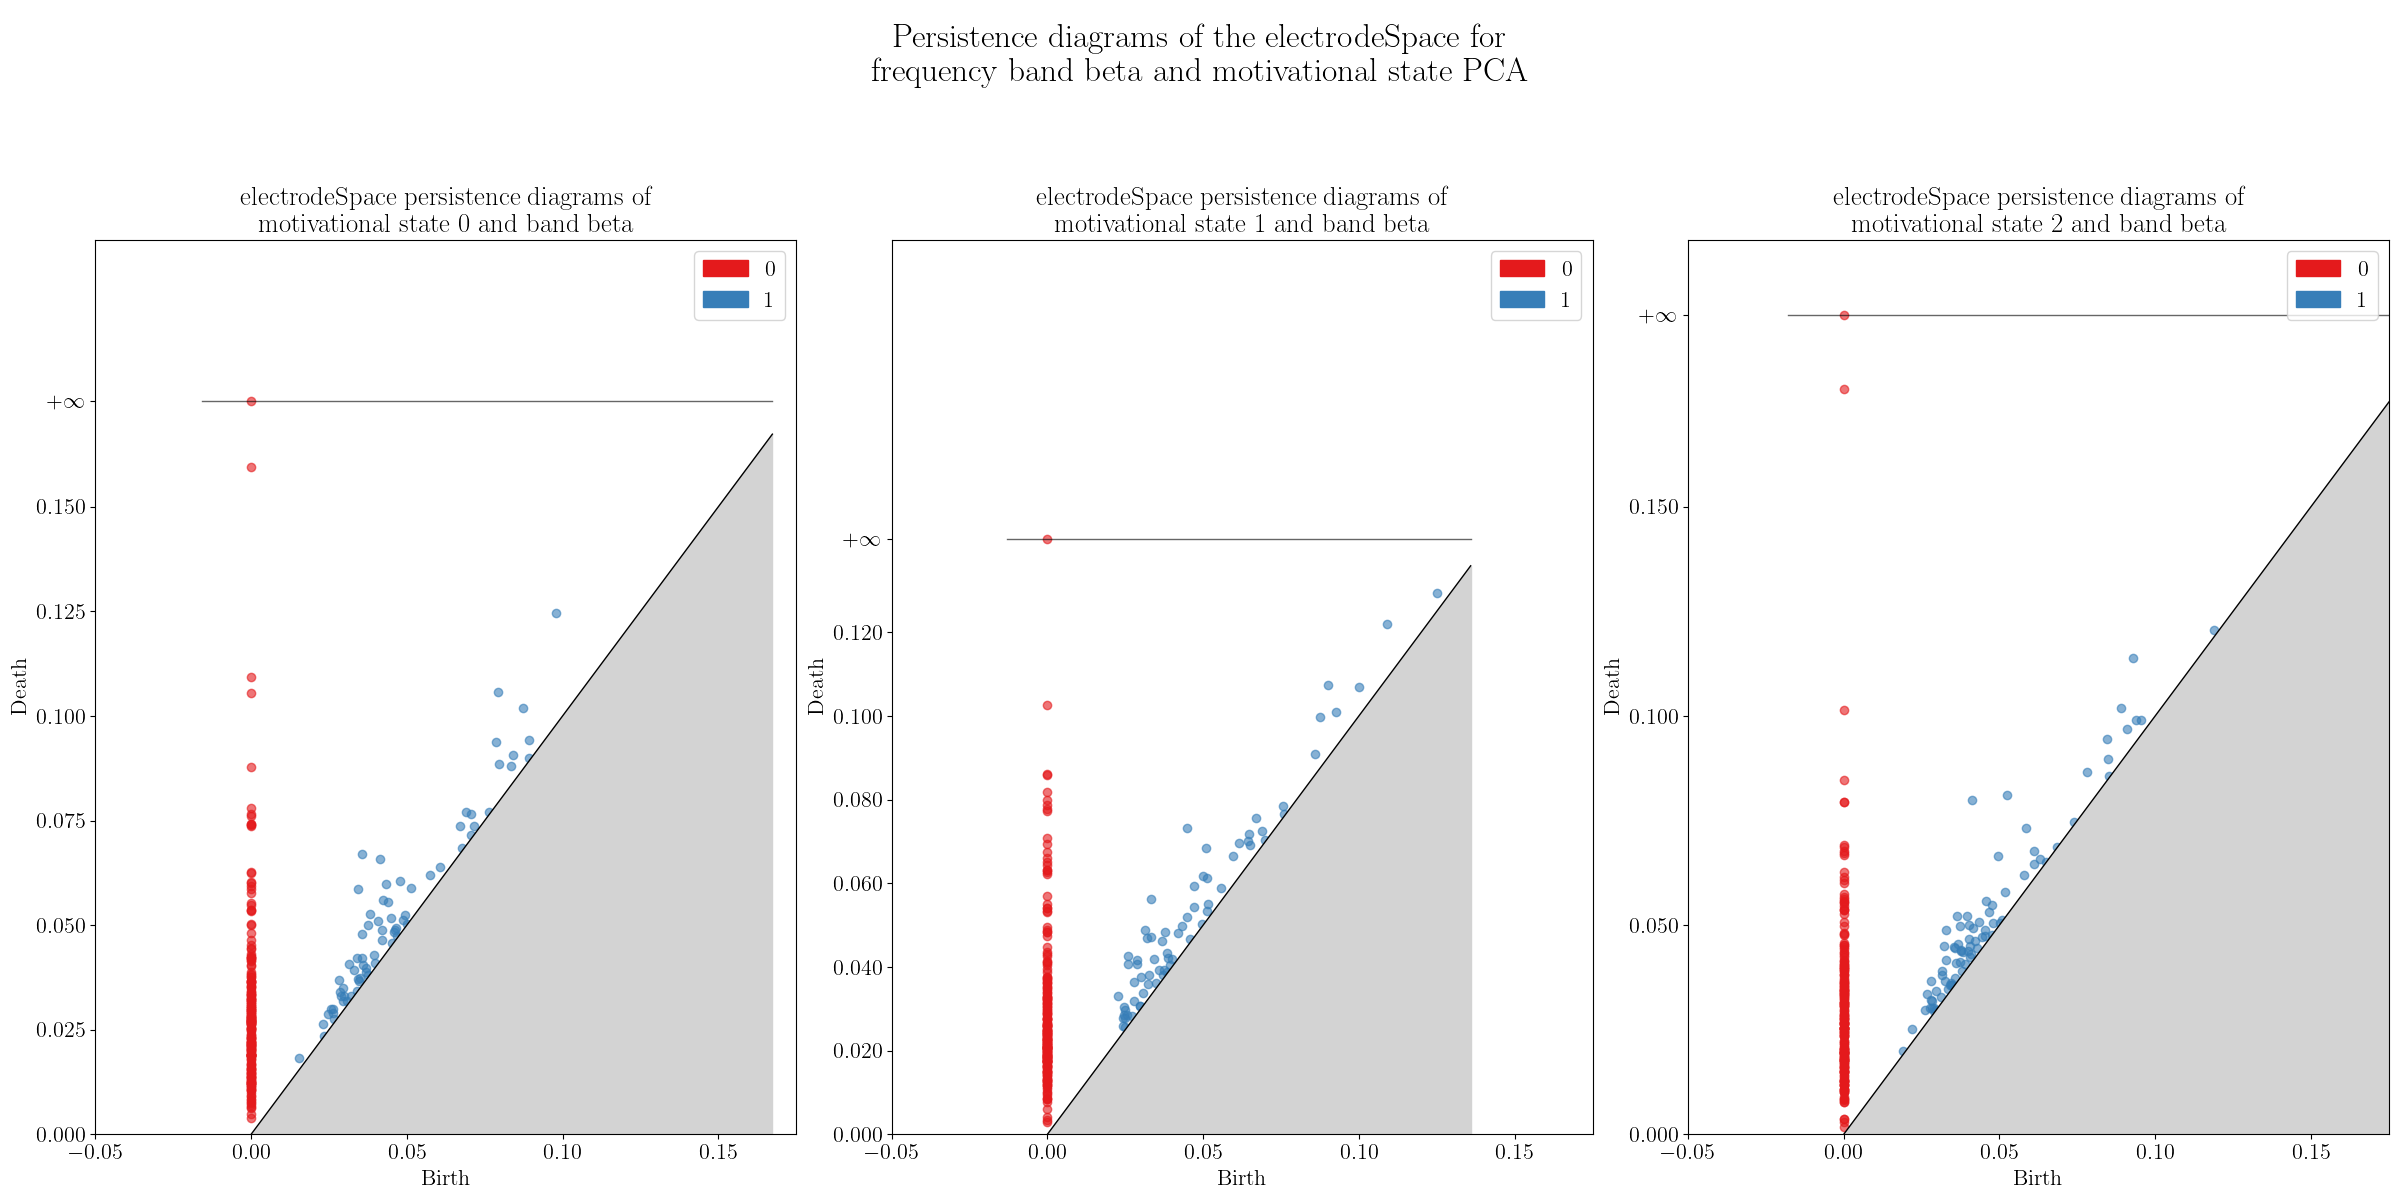 Persistence diagrams of the electrodeSpace for
frequency band beta and motivational state PCA
electrodeSpace persistence diagrams of
motivational state 0 and band beta
0
1
+∞
0.150
0.125
0.100
0.075
0.050
0.025
0.000
Death
−0.05 0.00 0.05 0.10 0.15
Birth
electrodeSpace persistence diagrams of
motivational state 1 and band beta
0
1
+∞
0.120
0.100
0.080
0.060
0.040
0.020
0.000
Death
−0.05 0.00 0.05 0.10 0.15
Birth
electrodeSpace persistence diagrams of
motivational state 2 and band beta
0
1
+∞
0.150
0.100
0.050
0.000
Death
−0.05 0.00 0.05 0.10 0.15
Birth